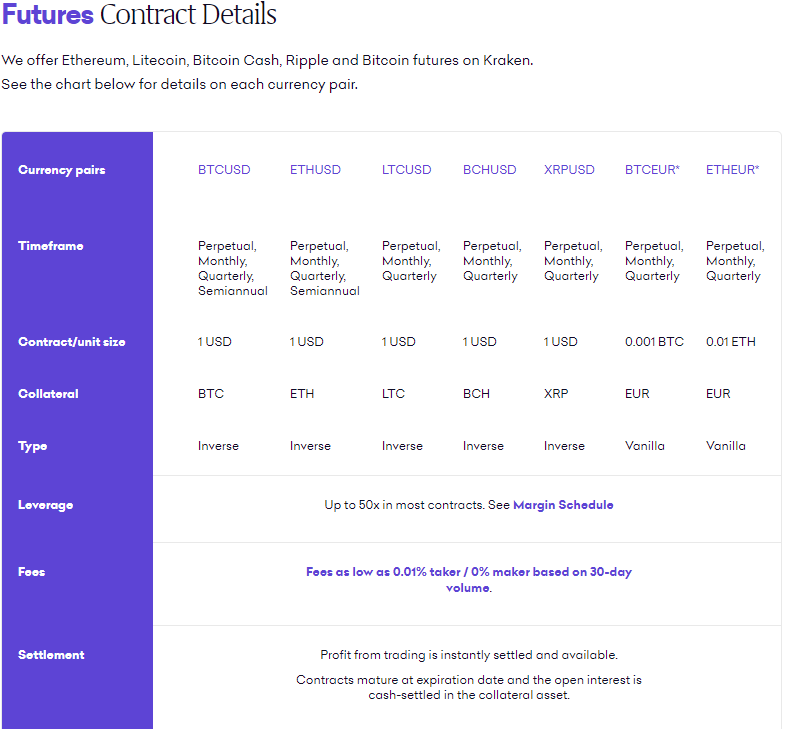 Futures Contract Details
We offer Ethereum, Litecoin, Bitcoin Cash, Ripple and Bitcoin futures on Kraken.
See the chart below for details on each currency pair.
Currency pairs BTCUSD ETHUSD LTCUSD BCHUSD XRPUSD BTCEUR* ETHEUR*
Timeframe Perpetual, Perpetual, Perpetual, Perpetual, Perpetual, Perpetual, Perpetual,
Monthly, Monthly, Monthly, Monthly, Monthly, Monthly, Monthly,
Quarterly, Quarterly, Quarterly Quarterly Quarterly Quarterly Quarterly
Semiannual Semiannual
Contract/unit size 1 USD 1 USD 1 USD 1 USD 1 USD 0.001 BTC 0.01 ETH
Collateral BTC ETH LTC BCH XRP EUR EUR
Type Inverse Inverse Inverse Inverse Inverse Vanilla Vanilla
Leverage Up to 50x in most contracts. See Margin Schedule
Fees Fees as low as 0.01% taker / 0% maker based on 30-day
volume.
Settlement Profit from trading is instantly settled and available.
Contracts mature at expiration date and the open interest is
cash-settled in the collateral asset.